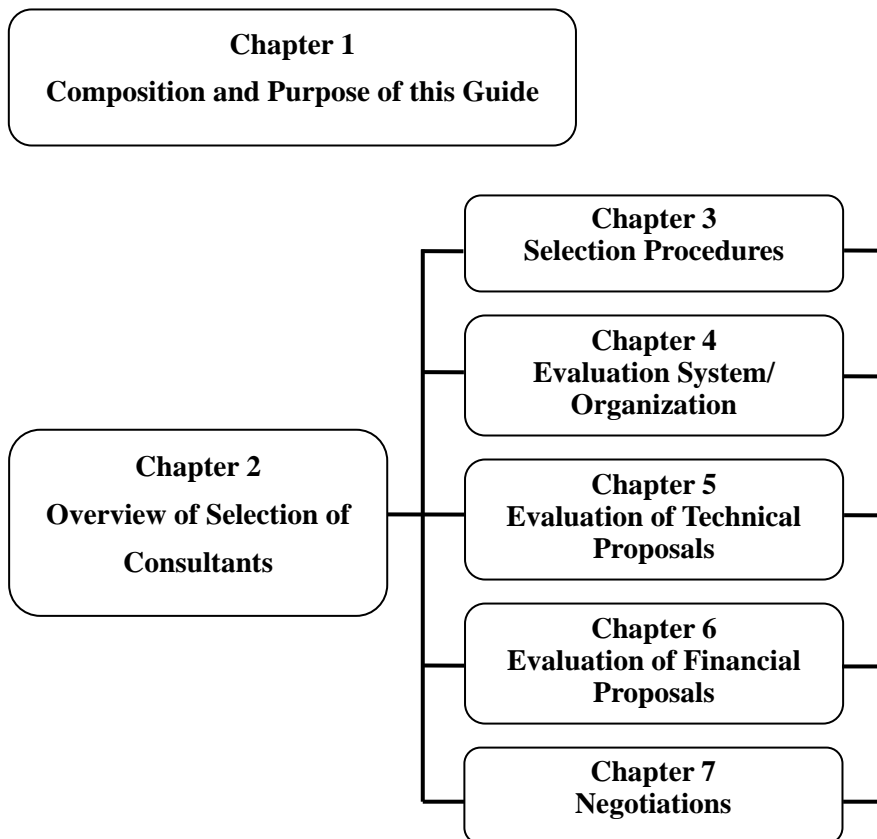 Chapter 1
Composition and Purpose of this Guide
Chapter 2
Overview of Selection of
Consultants
Chapter 3
Selection Procedures
Chapter 4
Evaluation System/
Organization
Chapter 5
Evaluation of Technical
Proposals
Chapter 6
Evaluation of Financial
Proposals
Chapter 7
Negotiations